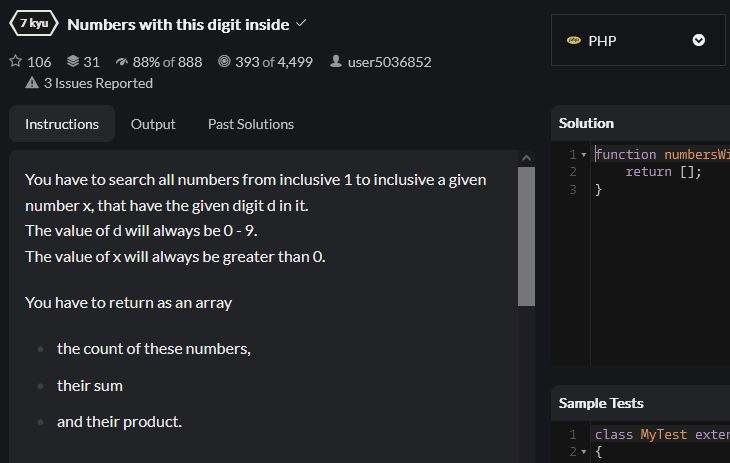 7 kyu Numbers with this digit inside
106 31 88% of 888 393 of 4,499 user5036852
3 Issues Reported
Instructions Output Past Solutions
You have to search all numbers from inclusive 1 to inclusive a given
number x, that have the given digit d in it.
The value of d will always be 0 - 9.
The value of x will always be greater than 0.
You have to return as an array
the count of these numbers,
their sum
and their product.
PHP
Solution
1 function numbersWi
2 return [];
3 }
Sample Tests
1 class MyTest exten
2 {